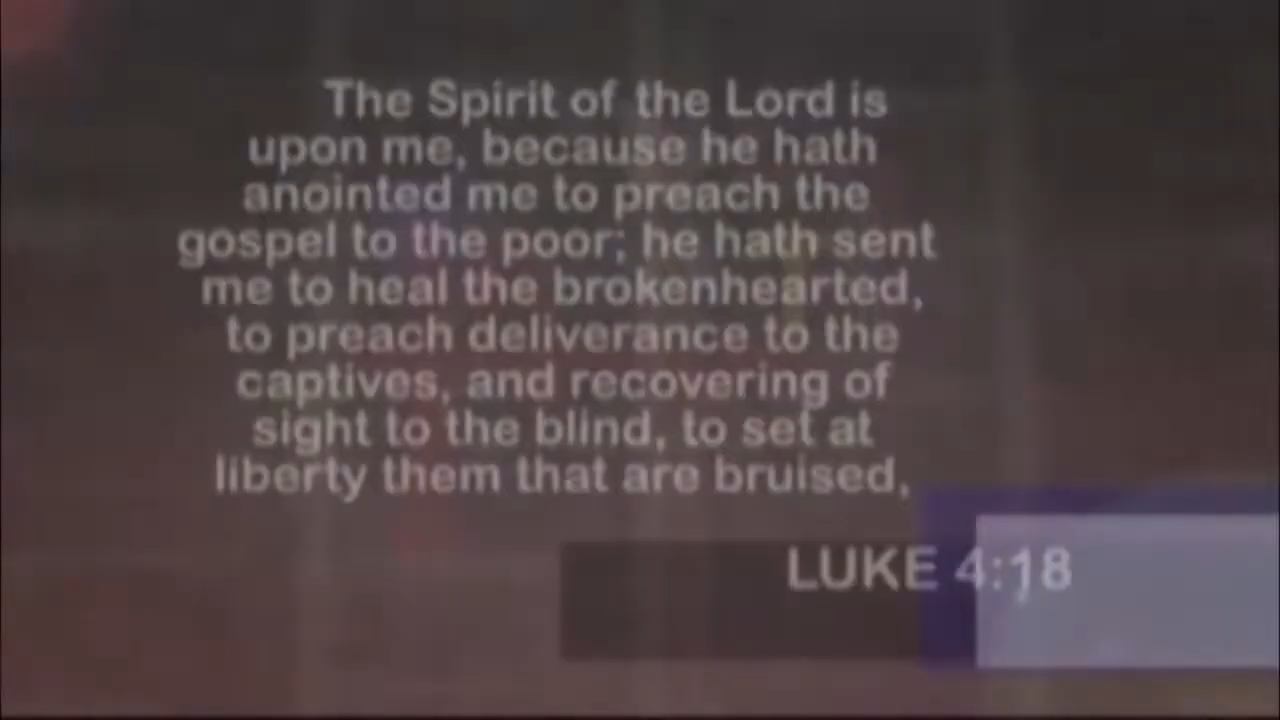 The Spirit of the Lord is
upon me, because he hath
anointed me to preach the
gospel to the poor; he hath sent
me to heal the brokenhearted,
to preach deliverance to the
captives, and recovering of
sight to the blind, to set at
liberty them that are bruised,
LUKE 4:18